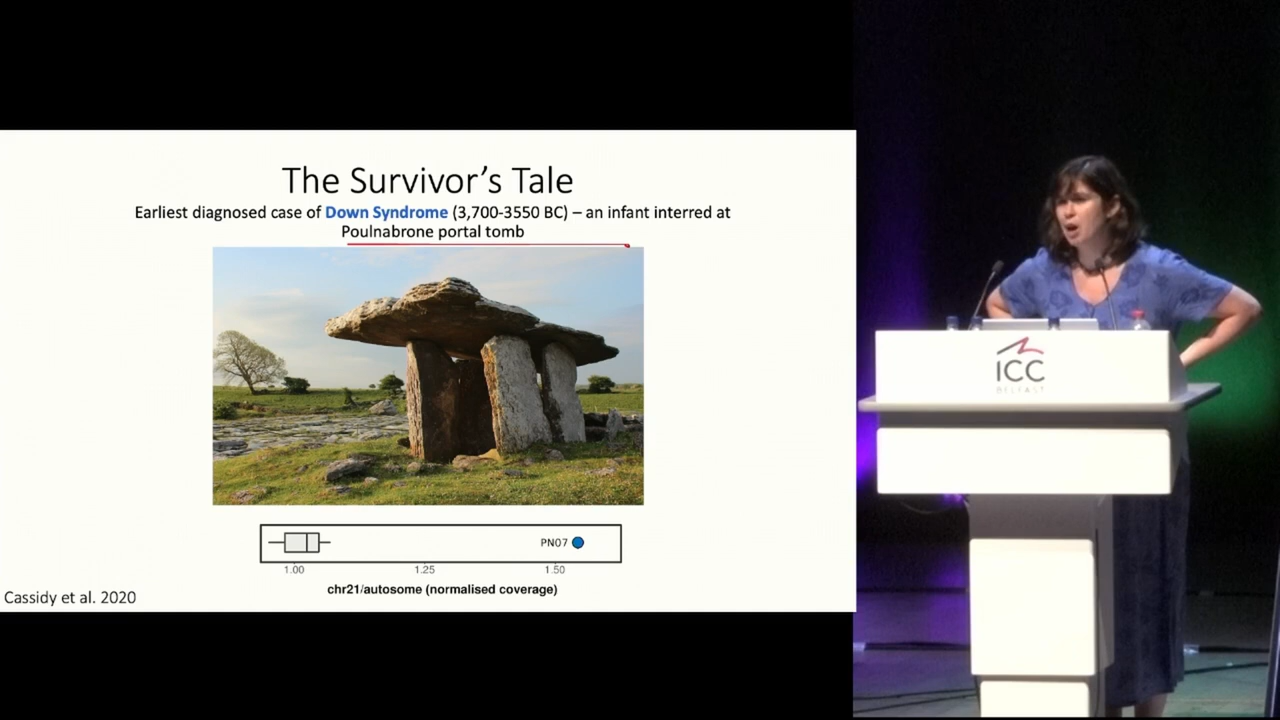 The Survivor’s Tale
Earliest diagnosed case of Down Syndrome (3,700-3550 BC) – an infant interred at
Poulnabrone portal tomb
PN07
1.00 1.25 1.50
chr21/autosome (normalised coverage)
Cassidy et al. 2020
ICC
BELFAST